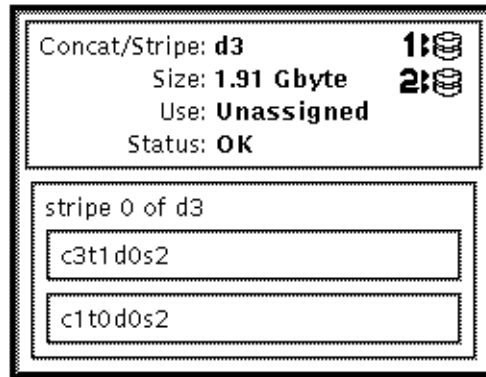 Concat/Stripe: d3 1:
Size: 1.91 Gbyte 2:
Use: Unassigned
Status: OK
stripe 0 of d3
c3t1d0s2
c1t0d0s2